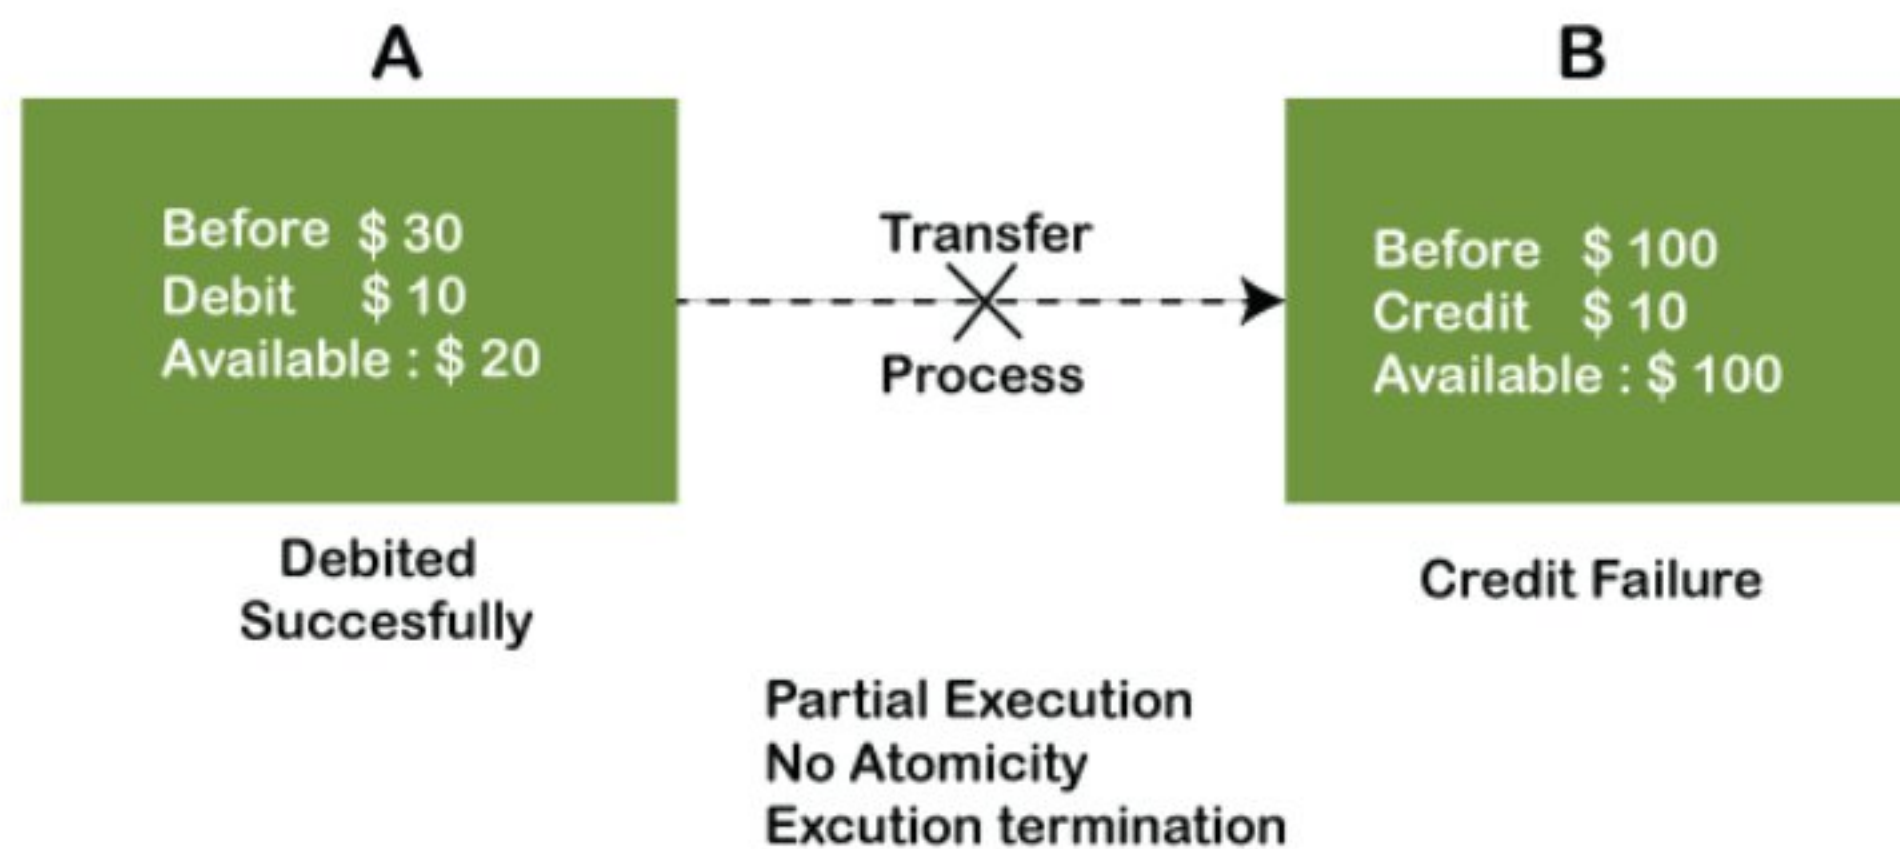 A
Before $ 30
Debit $ 10
Available : $ 20
Debited
Succesfully
Transfer
Process
B
Before $ 100
Credit $ 10
Available : $ 100
Credit Failure
Partial Execution
No Atomicity
Excution termination